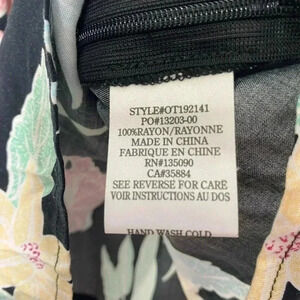 STYLE#OT192141
PO#13203-00
100%RAYON/RAYONNE
MADE IN CHINA
FABRIQUE EN CHINE
RN#135090
CA#35884
SEE REVERSE FOR CARE
VOIR INSTRUCTIONS AU DOS
HAND WASH COLD